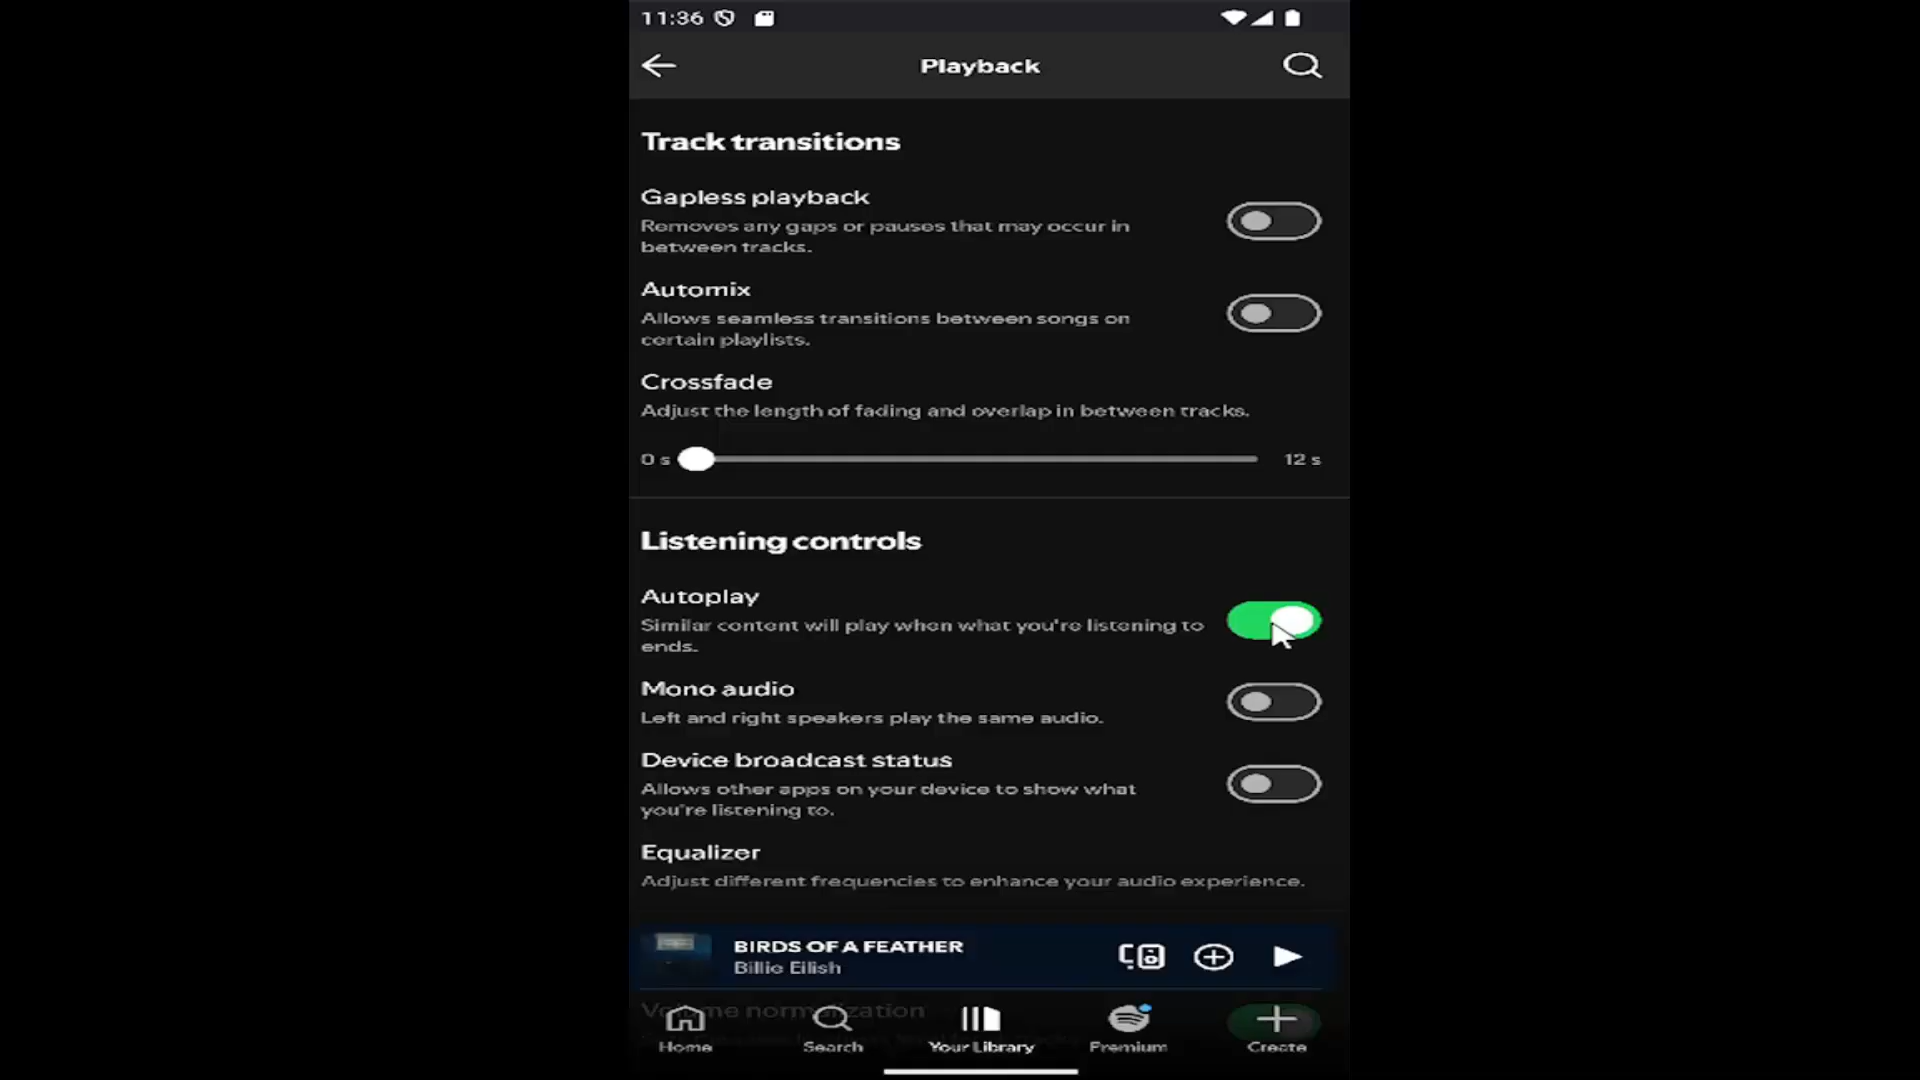 11:36
Playback
Track transitions
Gapless playback
Removes any gaps or pauses that may occur in
between tracks.
Automix
Allows seamless transitions between songs on
certain playlists.
Crossfade
Adjust the length of fading and overlap in between tracks.
0 s
12 s
Listening controls
Autoplay
Similar content will play when what you're listening to
ends.
Mono audio
Left and right speakers play the same audio.
Device broadcast status
Allows other apps on your device to show what
you're listening to.
Equalizer
Adjust different frequencies to enhance your audio experience.
BIRDS OF A FEATHER
Billie Eilish
Volume normalization
Home
Search
Your Library
Premium
Create